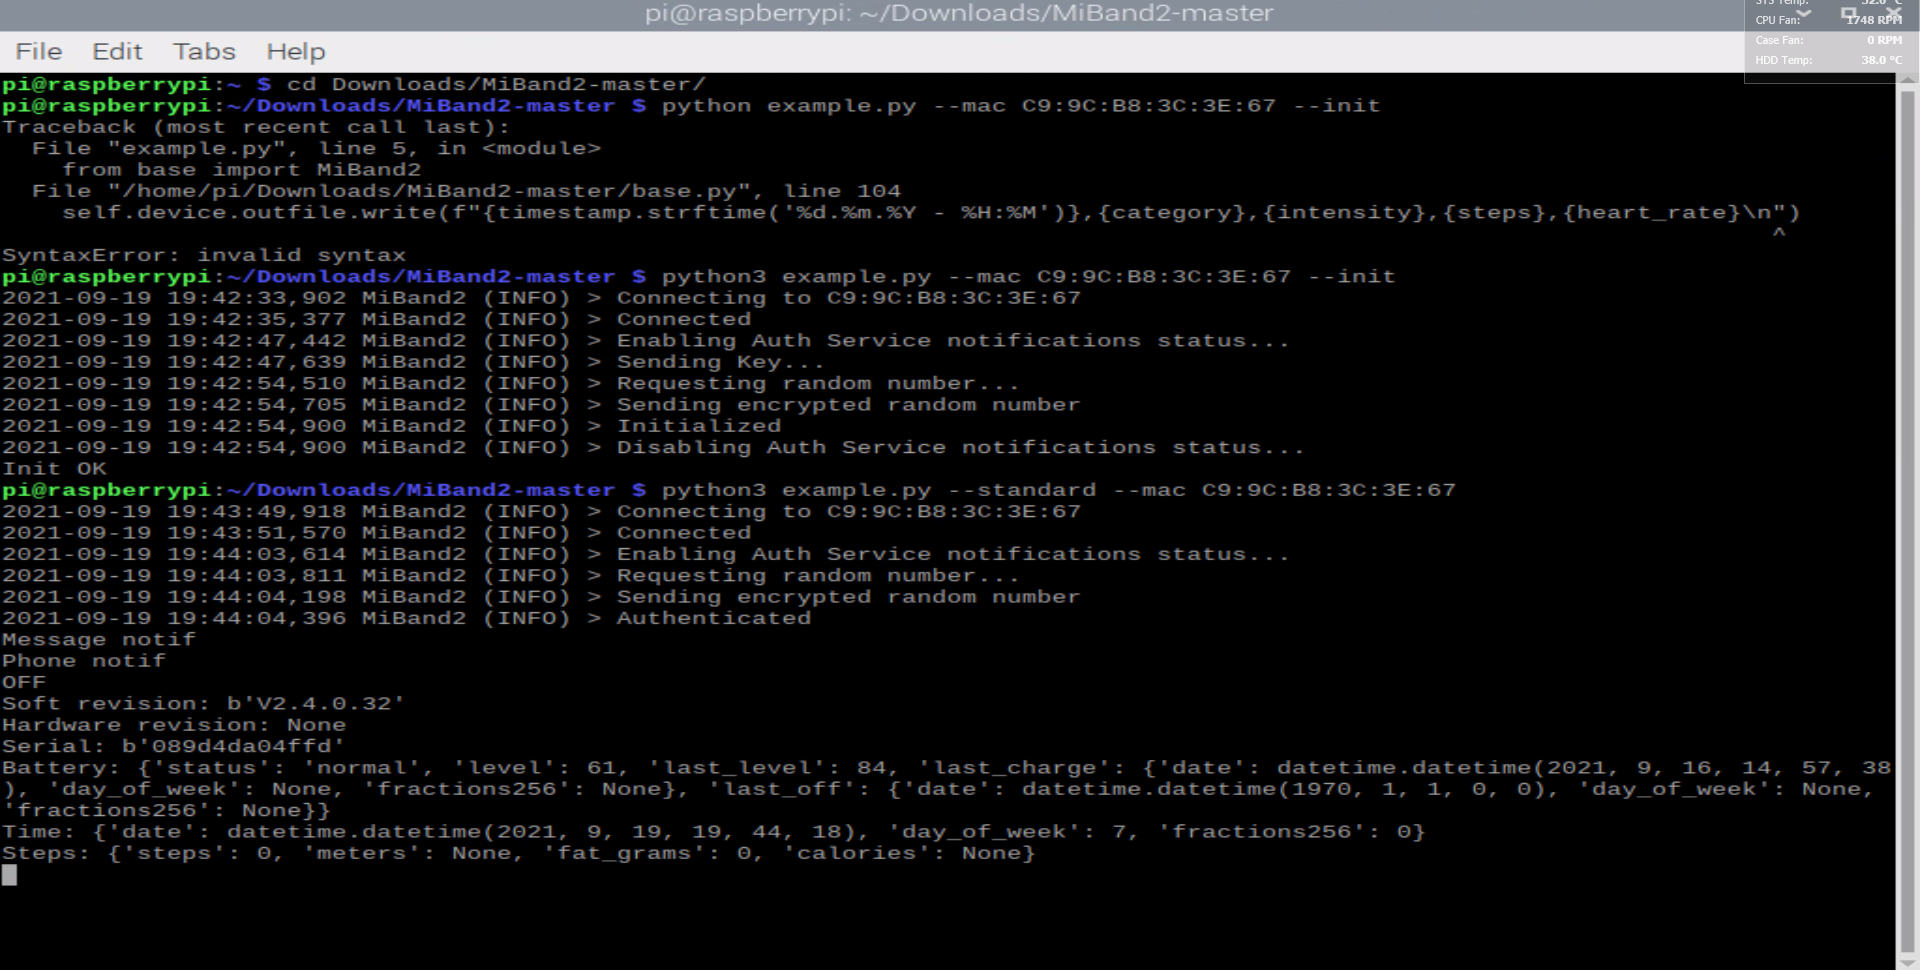 pi@raspberrypi: ~/Downloads/MiBand2-master
File Edit Tabs Help
CPU Fan: 1748 RPM
Case Fan: 0 RPM
HDD Temp: 38.0 °C
pi@raspberrypi:~ $ cd Downloads/MiBand2-master/
pi@raspberrypi:~/Downloads/MiBand2-master $ python example.py --mac C9:9C:B8:3C:3E:67 --init
Traceback (most recent call last):
  File "example.py", line 5, in <module>
    from base import MiBand2
  File "/home/pi/Downloads/MiBand2-master/base.py", line 104
    self.device.outfile.write(f"{timestamp.strftime('%d.%m.%Y - %H:%M')},{category},{intensity},{steps},{heart_rate}\n")
^
SyntaxError: invalid syntax
pi@raspberrypi:~/Downloads/MiBand2-master $ python3 example.py --mac C9:9C:B8:3C:3E:67 --init
2021-09-19 19:42:33,902 MiBand2 (INFO) > Connecting to C9:9C:B8:3C:3E:67
2021-09-19 19:42:35,377 MiBand2 (INFO) > Connected
2021-09-19 19:42:47,442 MiBand2 (INFO) > Enabling Auth Service notifications status...
2021-09-19 19:42:47,639 MiBand2 (INFO) > Sending Key...
2021-09-19 19:42:54,510 MiBand2 (INFO) > Requesting random number...
2021-09-19 19:42:54,705 MiBand2 (INFO) > Sending encrypted random number
2021-09-19 19:42:54,900 MiBand2 (INFO) > Initialized
2021-09-19 19:42:54,900 MiBand2 (INFO) > Disabling Auth Service notifications status...
Init OK
pi@raspberrypi:~/Downloads/MiBand2-master $ python3 example.py --standard --mac C9:9C:B8:3C:3E:67
2021-09-19 19:43:49,918 MiBand2 (INFO) > Connecting to C9:9C:B8:3C:3E:67
2021-09-19 19:43:51,570 MiBand2 (INFO) > Connected
2021-09-19 19:44:03,614 MiBand2 (INFO) > Enabling Auth Service notifications status...
2021-09-19 19:44:03,811 MiBand2 (INFO) > Requesting random number...
2021-09-19 19:44:04,198 MiBand2 (INFO) > Sending encrypted random number
2021-09-19 19:44:04,396 MiBand2 (INFO) > Authenticated
Message notif
Phone notif
OFF
Soft revision: b'V2.4.0.32'
Hardware revision: None
Serial: b'089d4da04ffd'
Battery: {'status': 'normal', 'level': 61, 'last_level': 84, 'last_charge': {'date': datetime.datetime(2021, 9, 16, 14, 57, 38
), 'day_of_week': None, 'fractions256': None}, 'last_off': {'date': datetime.datetime(1970, 1, 1, 0, 0), 'day_of_week': None,
'fractions256': None}}
Time: {'date': datetime.datetime(2021, 9, 19, 19, 44, 18), 'day_of_week': 7, 'fractions256': 0}
Steps: {'steps': 0, 'meters': None, 'fat_grams': 0, 'calories': None}